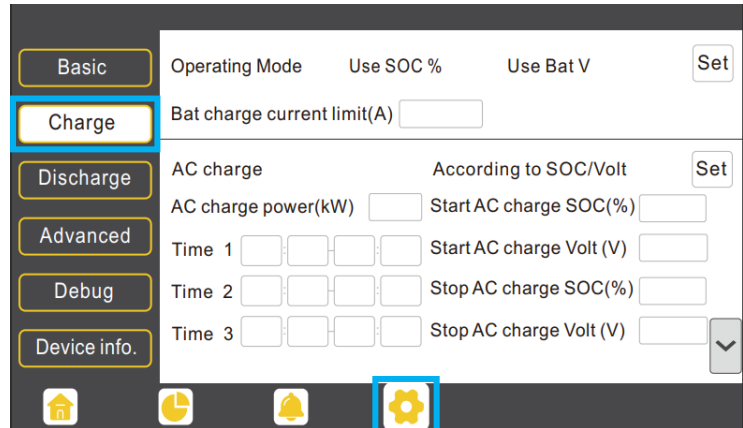 Basic
Charge
Discharge
Advanced
Debug
Device info.
Operating Mode Use SOC % Use Bat V Set
Bat charge current limit(A)
AC charge According to SOC/Volt Set
AC charge power(kW) Start AC charge SOC(%)
Time 1 : - : Start AC charge Volt (V)
Time 2 : - : Stop AC charge SOC(%)
Time 3 : - : Stop AC charge Volt (V)